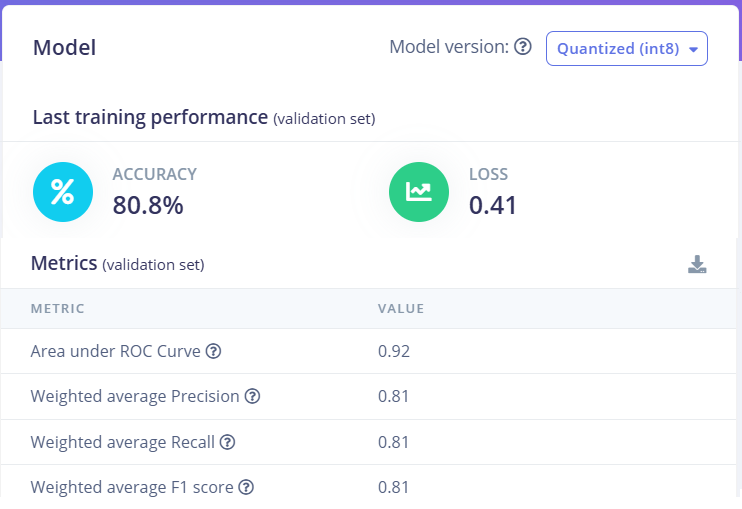 Model
Model version: Quantized (int8)
Last training performance (validation set)
% ACCURACY
80.8%
LOSS
0.41
Metrics (validation set)
METRIC VALUE
Area under ROC Curve ? 0.92
Weighted average Precision ? 0.81
Weighted average Recall ? 0.81
Weighted average F1 score ? 0.81